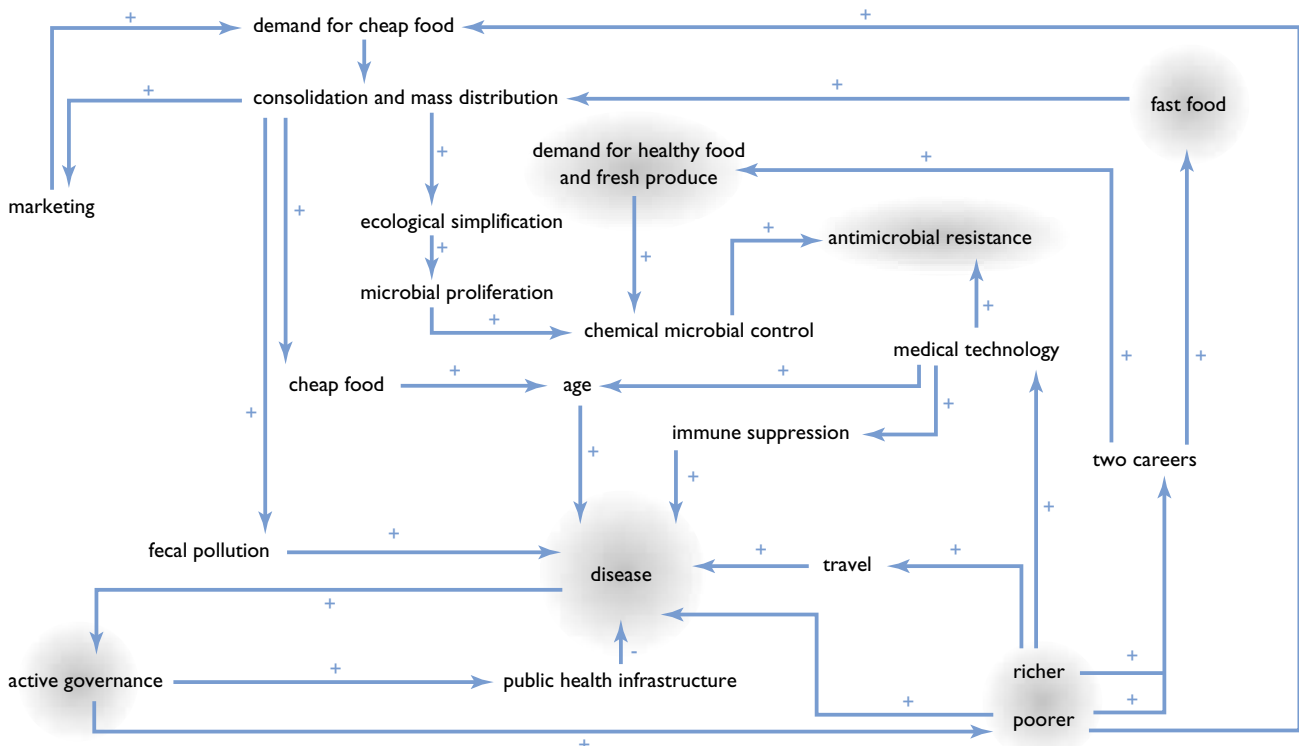 +
demand for cheap food
+
+
consolidation and mass distribution
+
fast food
demand for healthy food
and fresh produce
+
+
marketing
+
ecological simplification
+
+
+
antimicrobial resistance
microbial proliferation
+
chemical microbial control
+
medical technology
+
+
cheap food
+
age
+
+
+
immune suppression
+
+
two careers
+
+
fecal pollution
+
disease
+
travel
+
+
active governance
+
public health infrastructure
-
richer
+
poorer
+
+
+